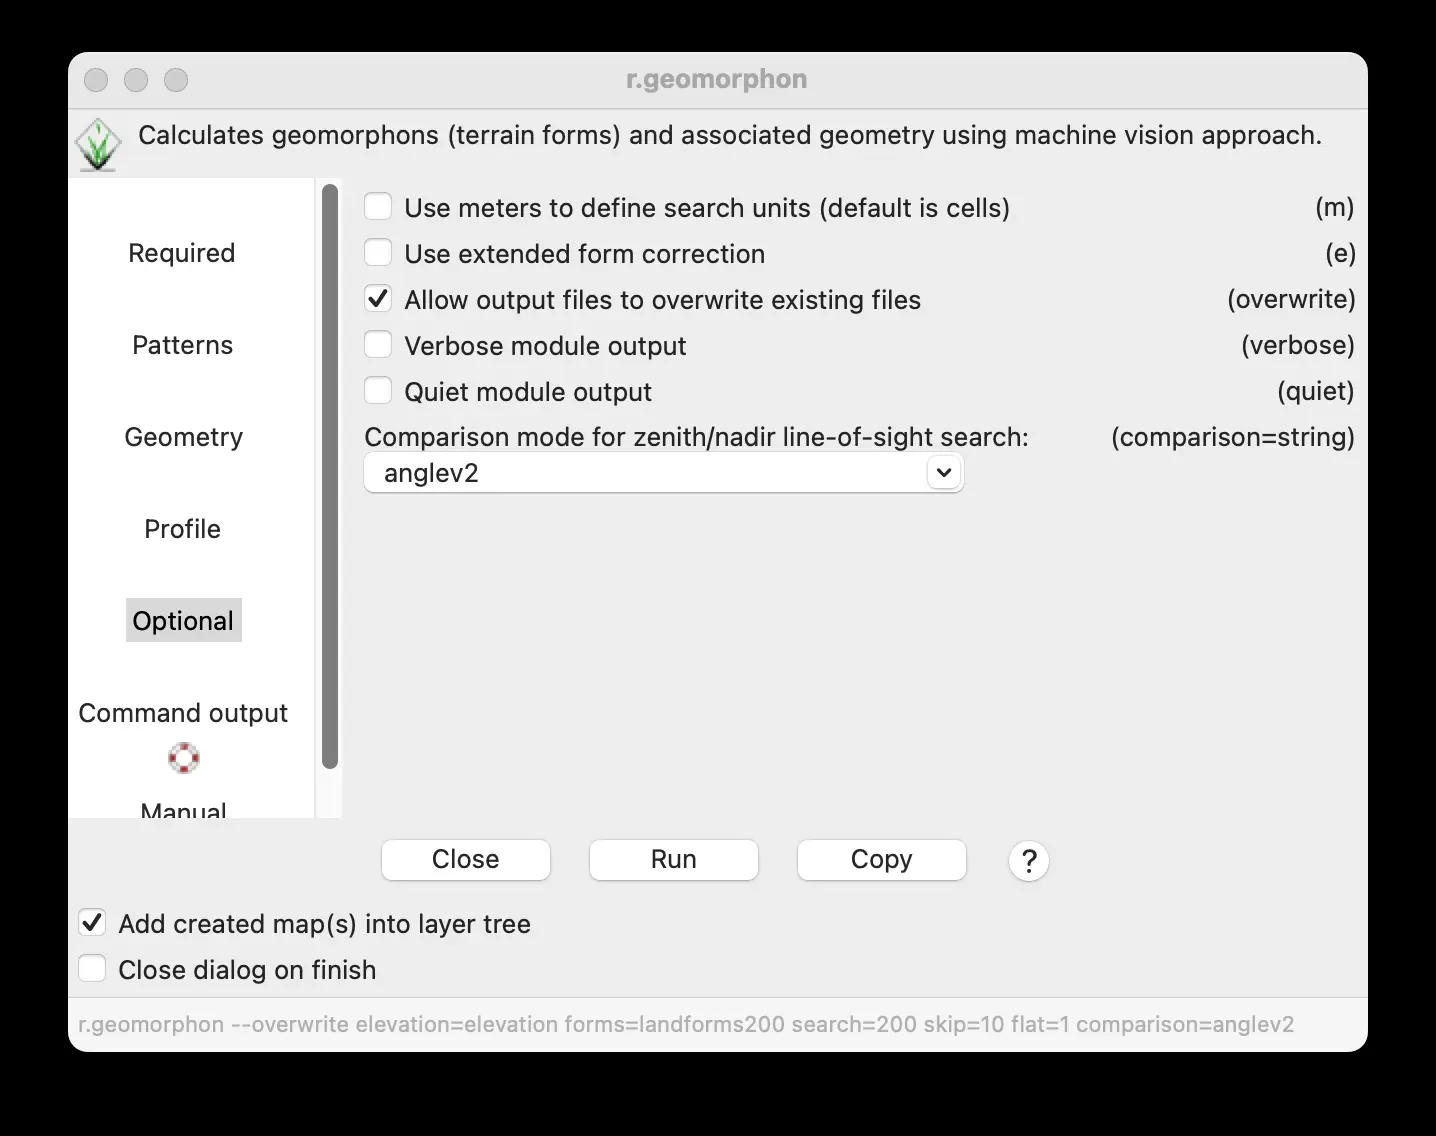 r.geomorphon
Calculates geomorphons (terrain forms) and associated geometry using machine vision approach.
Required
Patterns
Geometry
Profile
Optional
Command output
Manual
Use meters to define search units (default is cells) (m)
Use extended form correction (e)
Allow output files to overwrite existing files (overwrite)
Verbose module output (verbose)
Quiet module output (quiet)
Comparison mode for zenith/nadir line-of-sight search: (comparison=string)
anglev2
Close Run Copy ?
Add created map(s) into layer tree
Close dialog on finish
r.geomorphon --overwrite elevation=elevation forms=landforms200 search=200 skip=10 flat=1 comparison=anglev2